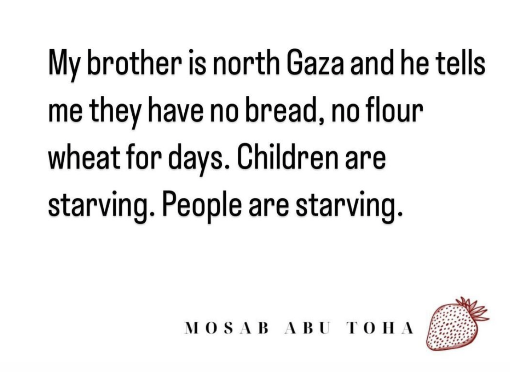 My brother is north Gaza and he tells
me they have no bread, no flour
wheat for days. Children are
starving. People are starving.
MOSAB ABU TOHA